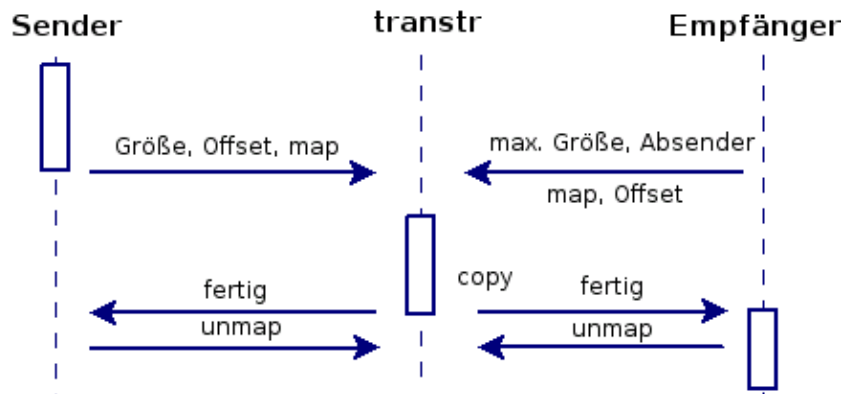 Sender
transtr
Empfänger
Größe, Offset, map
max. Größe, Absender
map, Offset
copy
fertig
fertig
unmap
unmap